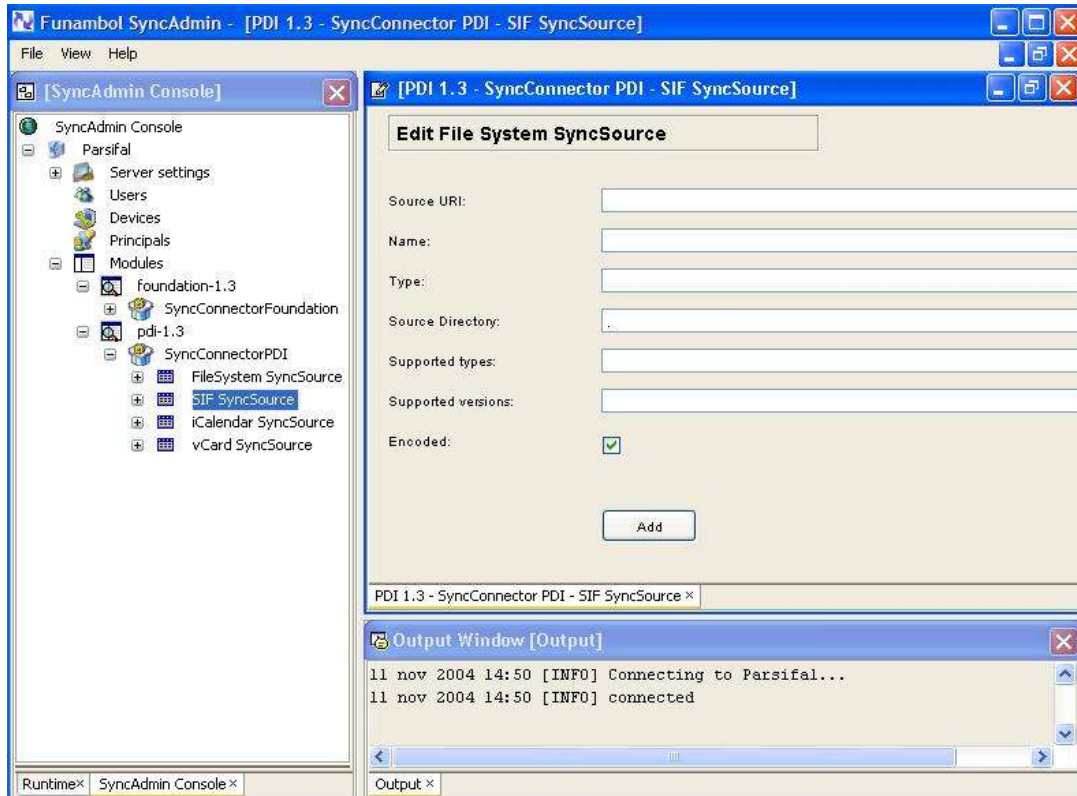 Funambol SyncAdmin - [PDI 1.3 - SyncConnector PDI - SIF SyncSource]
File View Help
[SyncAdmin Console]
SyncAdmin Console
Parsifal
Server settings
Users
Devices
Principals
Modules
foundation-1.3
SyncConnectorFoundation
pdi-1.3
SyncConnectorPDI
FileSystem SyncSource
SIF SyncSource
iCalendar SyncSource
vCard SyncSource
Runtime× SyncAdmin Console ×
[PDI 1.3 - SyncConnector PDI - SIF SyncSource]
Edit File System SyncSource
Source URI:
Name:
Type:
Source Directory: .
Supported types:
Supported versions:
Encoded:
Add
PDI 1.3 - SyncConnector PDI - SIF SyncSource ×
Output Window [Output]
11 nov 2004 14:50 [INFO] Connecting to Parsifal...
11 nov 2004 14:50 [INFO] connected
Output ×